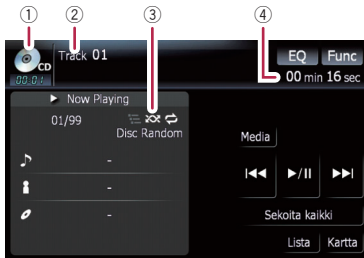 ① ② ③ ④
CD
00:01
Track 01
EQ Func
00 min 16 sec
Now Playing
01/99
Disc Random
-
-
-
Media
Sekoita kaikki
Lista Kartta